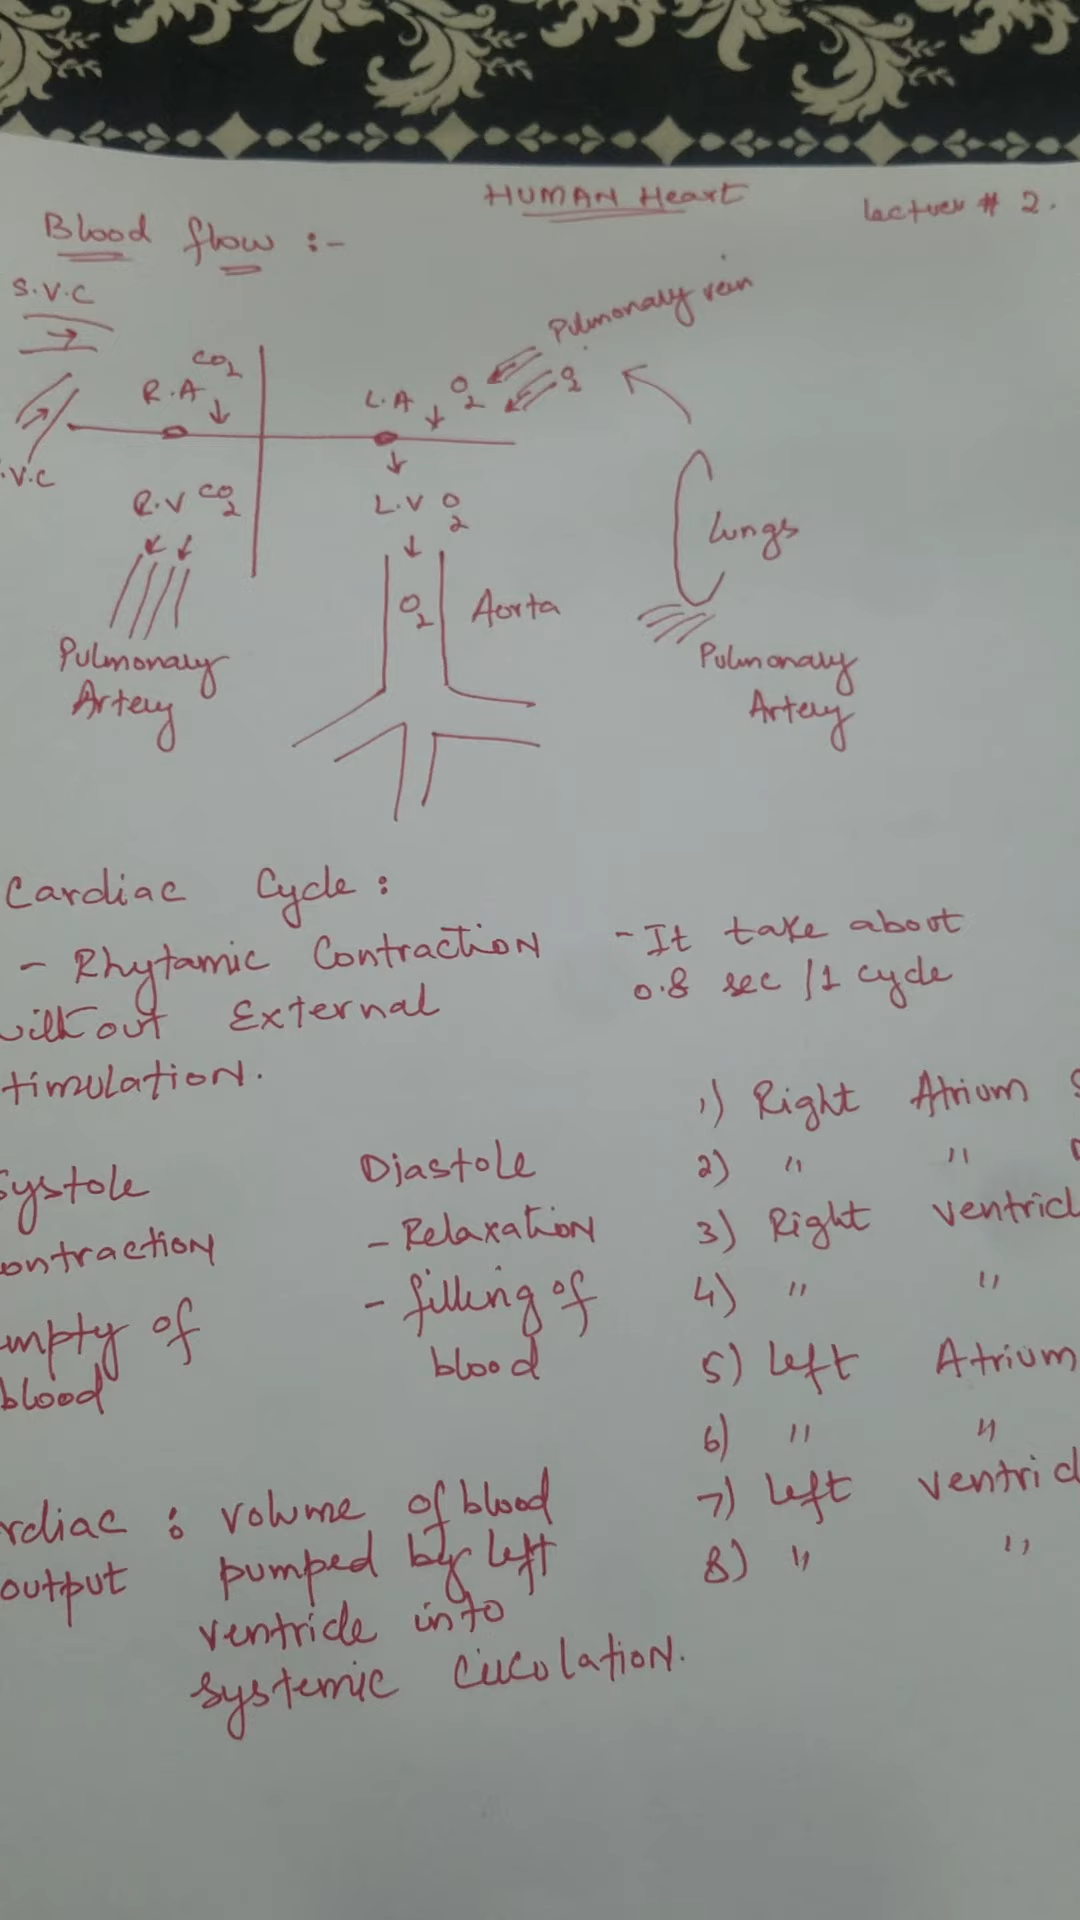 HUMAN Heart
Lectuer # 2.
Blood flow :-
S.V.C
.V.C
R.A CO2
L.A O2
Pulmonary vein
O2
R.V CO2
L.V O2
O2 Aorta
Lungs
Pulmonary
Artery
Pulmonary
Artery
Cardiac Cycle :
- Rhytamic Contraction
without External
timulation.
- It take about
0.8 sec / 1 cycle
Systole
ontraction
mpty of
blood
Diastole
- Relaxation
- filling of
blood
1) Right Atrium S
2) " "
3) Right ventricl
4) " "
5) Left Atrium
6) " "
7) Left ventric
8) " "
rdiac : volume of blood
output pumped by left
ventricle into
systemic Circolation.